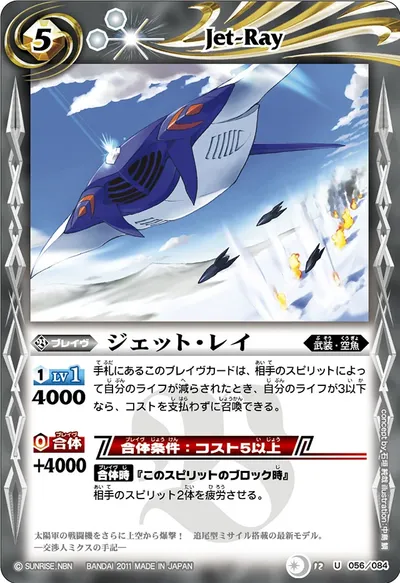 5
Jet-Ray
ブレイヴ
ジェット・レイ
武装・空魚
ぶそう くうぎょ
1 LV1
4000
手札にあるこのブレイヴカードは、相手のスピリットによっ
て自分のライフが減らされたとき、自分のライフが3以下
なら、コストを支払わずに召喚できる。
合体
+4000
合体条件:コスト5以上
合体時『このスピリットのブロック時』
相手のスピリット2体を疲労させる。
太陽軍の戦闘機をさらに上空から爆撃! 追尾型ミサイル搭載の最新モデル。
―交渉人ミクスの手記―
©SUNRISE.NBN BANDAI 2011 MADE IN JAPAN
12 U 056/084